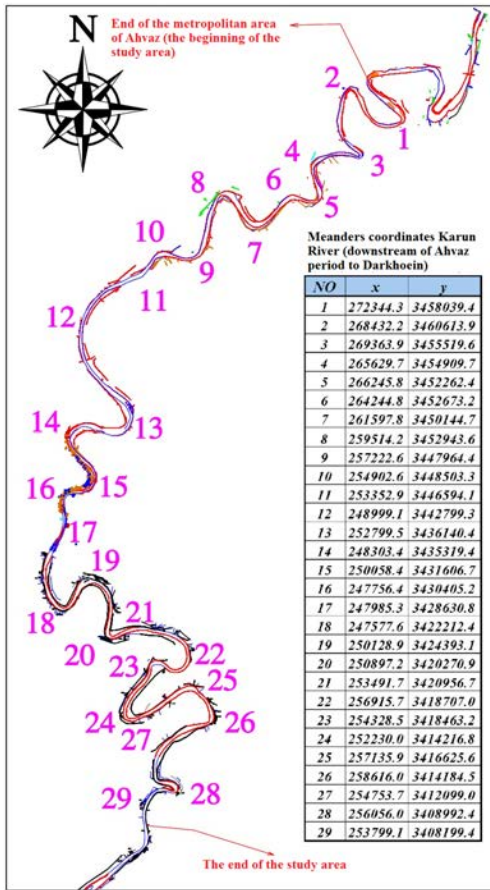 N
End of the metropolitan area
of Ahvaz (the beginning of the
study area)
2
1
3
4
5
6
7
8
9
10
11
12
13
14
15
16
17
18
19
20
21
22
23
24
25
26
27
28
29
The end of the study area
Meanders coordinates Karun
River (downstream of Ahvaz
period to Darkhoein)
NO x y
1 272344.3 3458039.4
2 268432.2 3460613.9
3 269363.9 3455519.6
4 265629.7 3454909.7
5 266245.8 3452262.4
6 264244.8 3452673.2
7 261597.8 3450144.7
8 259514.2 3452943.6
9 257222.6 3447964.4
10 254902.6 3448503.3
11 253352.9 3446594.1
12 248999.1 3442799.3
13 252799.5 3436140.4
14 248303.4 3435319.4
15 250058.4 3431606.7
16 247756.4 3430405.2
17 247985.3 3428630.8
18 247577.6 3422212.4
19 250128.9 3424393.1
20 250897.2 3420270.9
21 253491.7 3420956.7
22 256915.7 3418707.0
23 254328.5 3418463.2
24 252230.0 3414216.8
25 257135.9 3416625.6
26 258616.0 3414184.5
27 254753.7 3412099.0
28 256056.0 3408992.4
29 253799.1 3408199.4